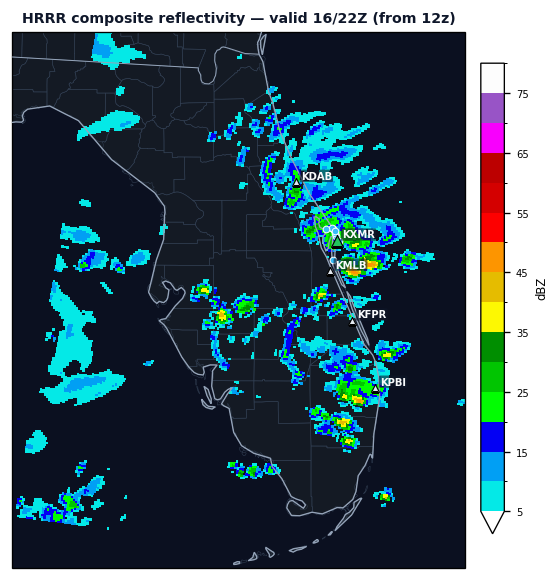 HRRR composite reflectivity — valid 16/22Z (from 12z)
KDAB
KXMR
KMLB
KFPR
KPBI
75
65
55
45
35
25
15
5
dBZ